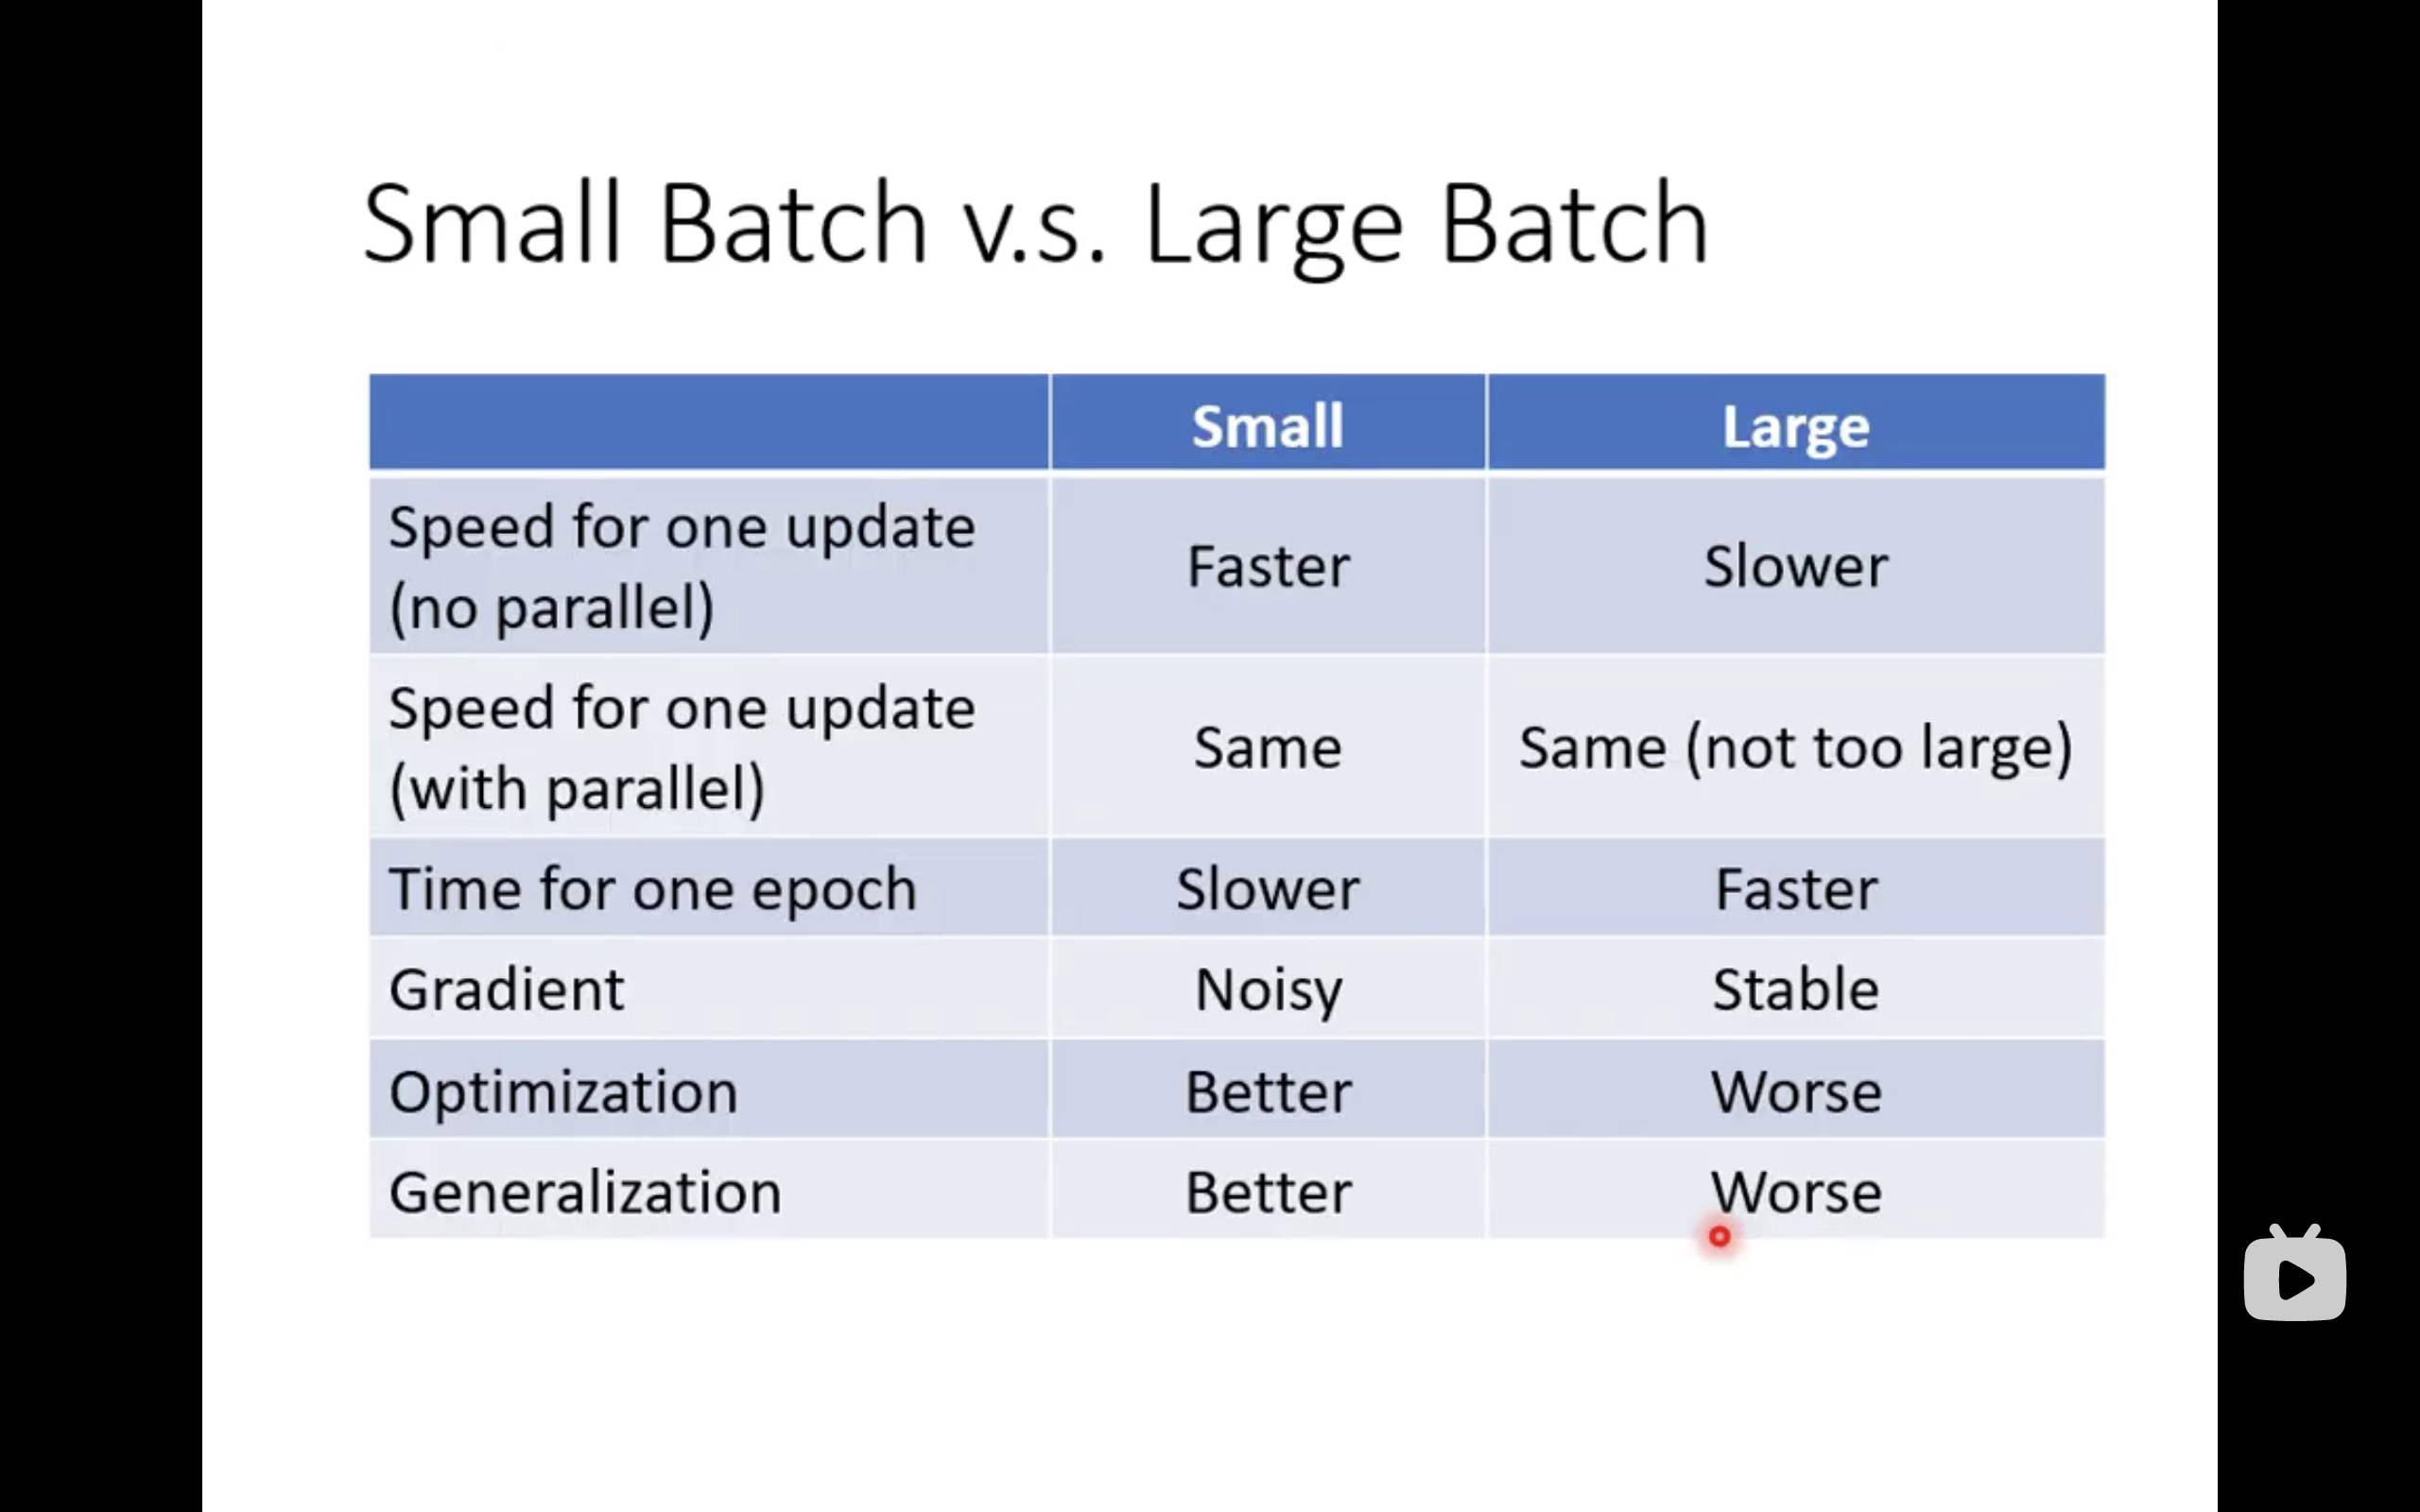 Small Batch v.s. Large Batch
Small Large
Speed for one update
(no parallel) Faster Slower
Speed for one update
(with parallel) Same Same (not too large)
Time for one epoch Slower Faster
Gradient Noisy Stable
Optimization Better Worse
Generalization Better Worse